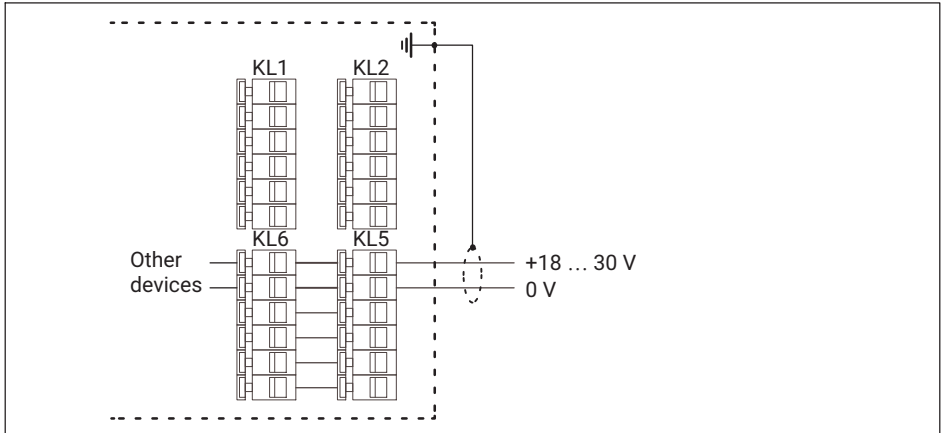 KL1
KL2
KL6
KL5
Other
devices
+18 … 30 V
0 V